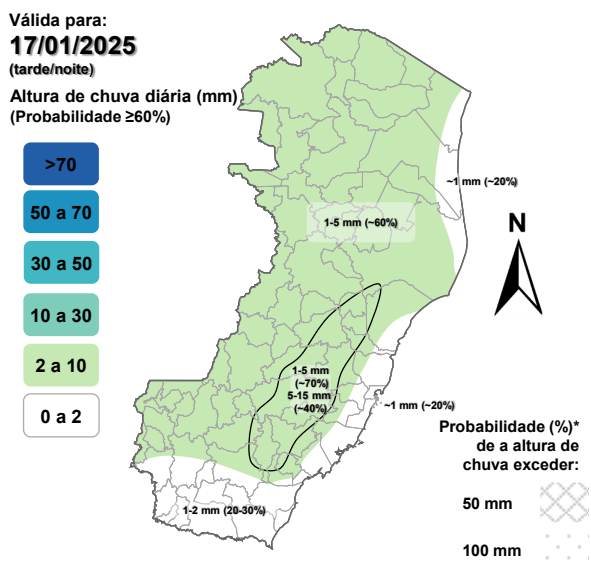 Válida para:
17/01/2025
(tarde/noite)
Altura de chuva diária (mm)
(Probabilidade ≥60%)
>70
50 a 70
30 a 50
10 a 30
2 a 10
0 a 2
~1 mm (~20%)
1-5 mm (~60%)
N
1-5 mm
(~70%)
5-15 mm
(~40%)
~1 mm (~20%)
1-2 mm (20-30%)
Probabilidade (%)*
de a altura de
chuva exceder:
50 mm
100 mm